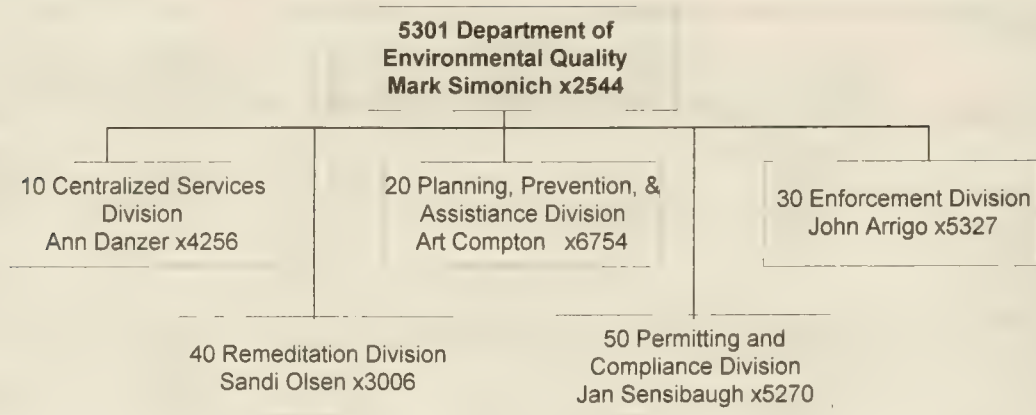 5301 Department of
Environmental Quality
Mark Simonich x2544
10 Centralized Services
Division
Ann Danzer x4256
20 Planning, Prevention, &
Assistiance Division
Art Compton x6754
30 Enforcement Division
John Arrigo x5327
40 Remeditation Division
Sandi Olsen x3006
50 Permitting and
Compliance Division
Jan Sensibaugh x5270